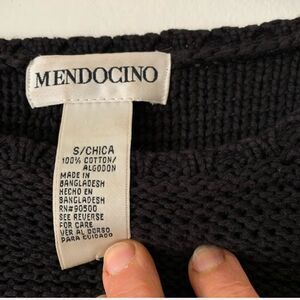 MENDOCINO
S/CHICA
100% COTTON/
ALGODON
MADE IN
BANGLADESH
HECHO EN
BANGLADESH
RN#90500
SEE REVERSE
FOR CARE
VER AL DORSO
PARA CUIDADO